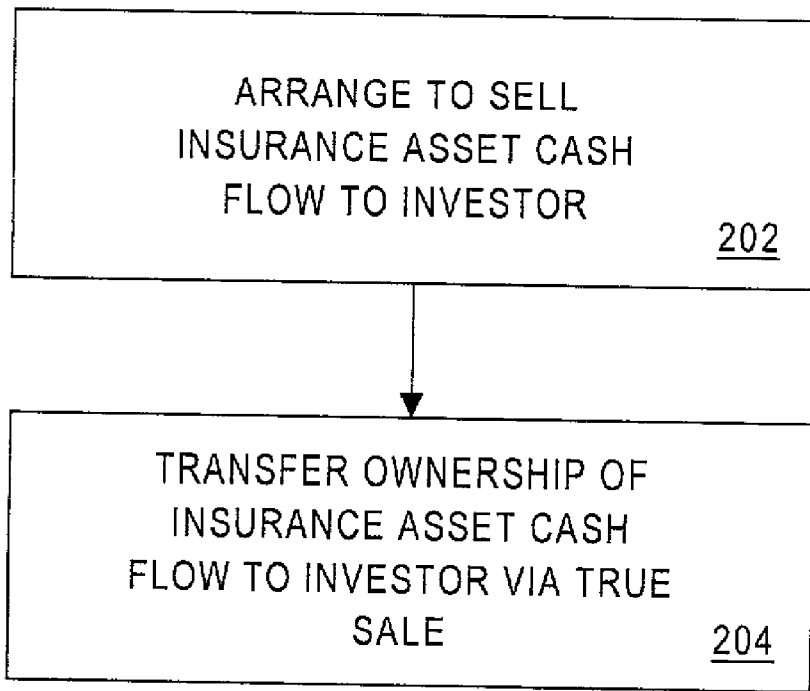 ARRANGE TO SELL
INSURANCE ASSET CASH
FLOW TO INVESTOR
202
TRANSFER OWNERSHIP OF
INSURANCE ASSET CASH
FLOW TO INVESTOR VIA TRUE
SALE
204